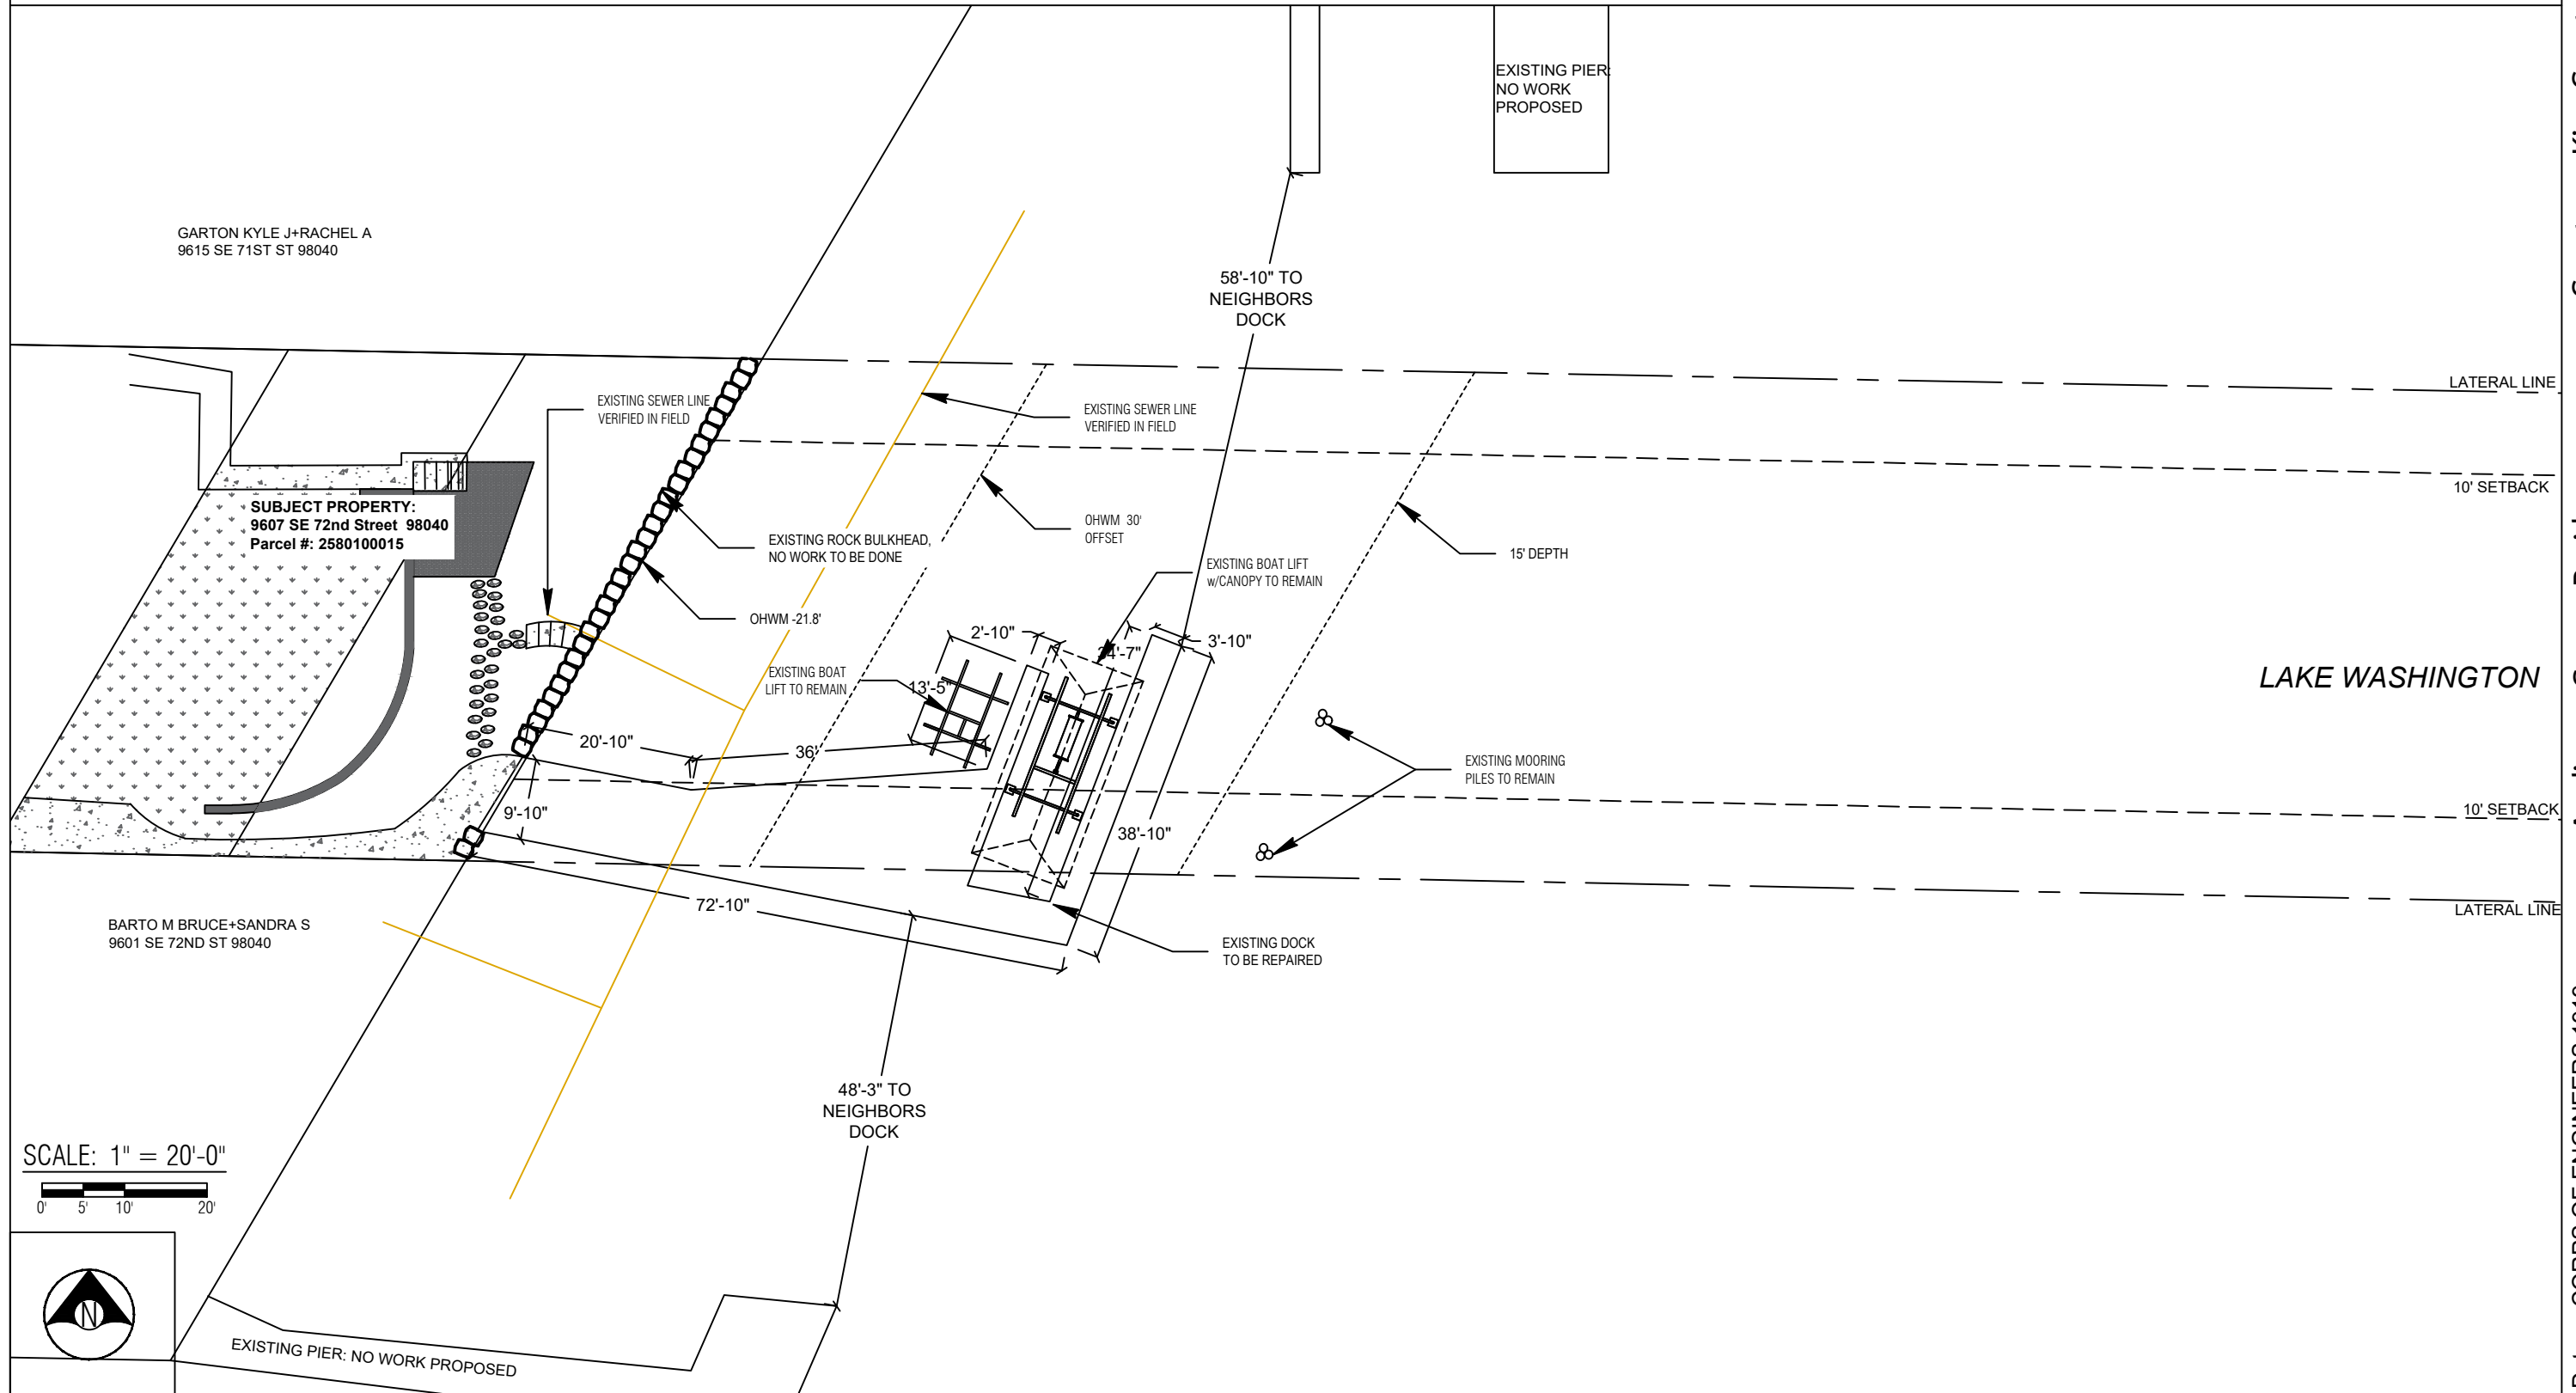 EXISTING PIER:
NO WORK
PROPOSED
GARTON KYLE J+RACHEL A
9615 SE 71ST ST 98040
58'-10" TO
NEIGHBORS
DOCK
LATERAL LINE
EXISTING SEWER LINE
VERIFIED IN FIELD
EXISTING SEWER LINE
VERIFIED IN FIELD
10' SETBACK
SUBJECT PROPERTY:
9607 SE 72nd Street 98040
Parcel #: 2580100015
OHWM 30'
OFFSET
EXISTING ROCK BULKHEAD,
NO WORK TO BE DONE
15' DEPTH
EXISTING BOAT LIFT
w/CANOPY TO REMAIN
OHWM -21.8'
2'-10"
3'-10"
34'-7"
EXISTING BOAT
LIFT TO REMAIN
13'-5"
LAKE WASHINGTON
20'-10"
36'
EXISTING MOORING
PILES TO REMAIN
9'-10"
10' SETBACK
38'-10"
72'-10"
LATERAL LINE
BARTO M BRUCE+SANDRA S
9601 SE 72ND ST 98040
EXISTING DOCK
TO BE REPAIRED
48'-3" TO
NEIGHBORS
DOCK
SCALE: 1" = 20'-0"
0' 5' 10' 20'
N
EXISTING PIER: NO WORK PROPOSED